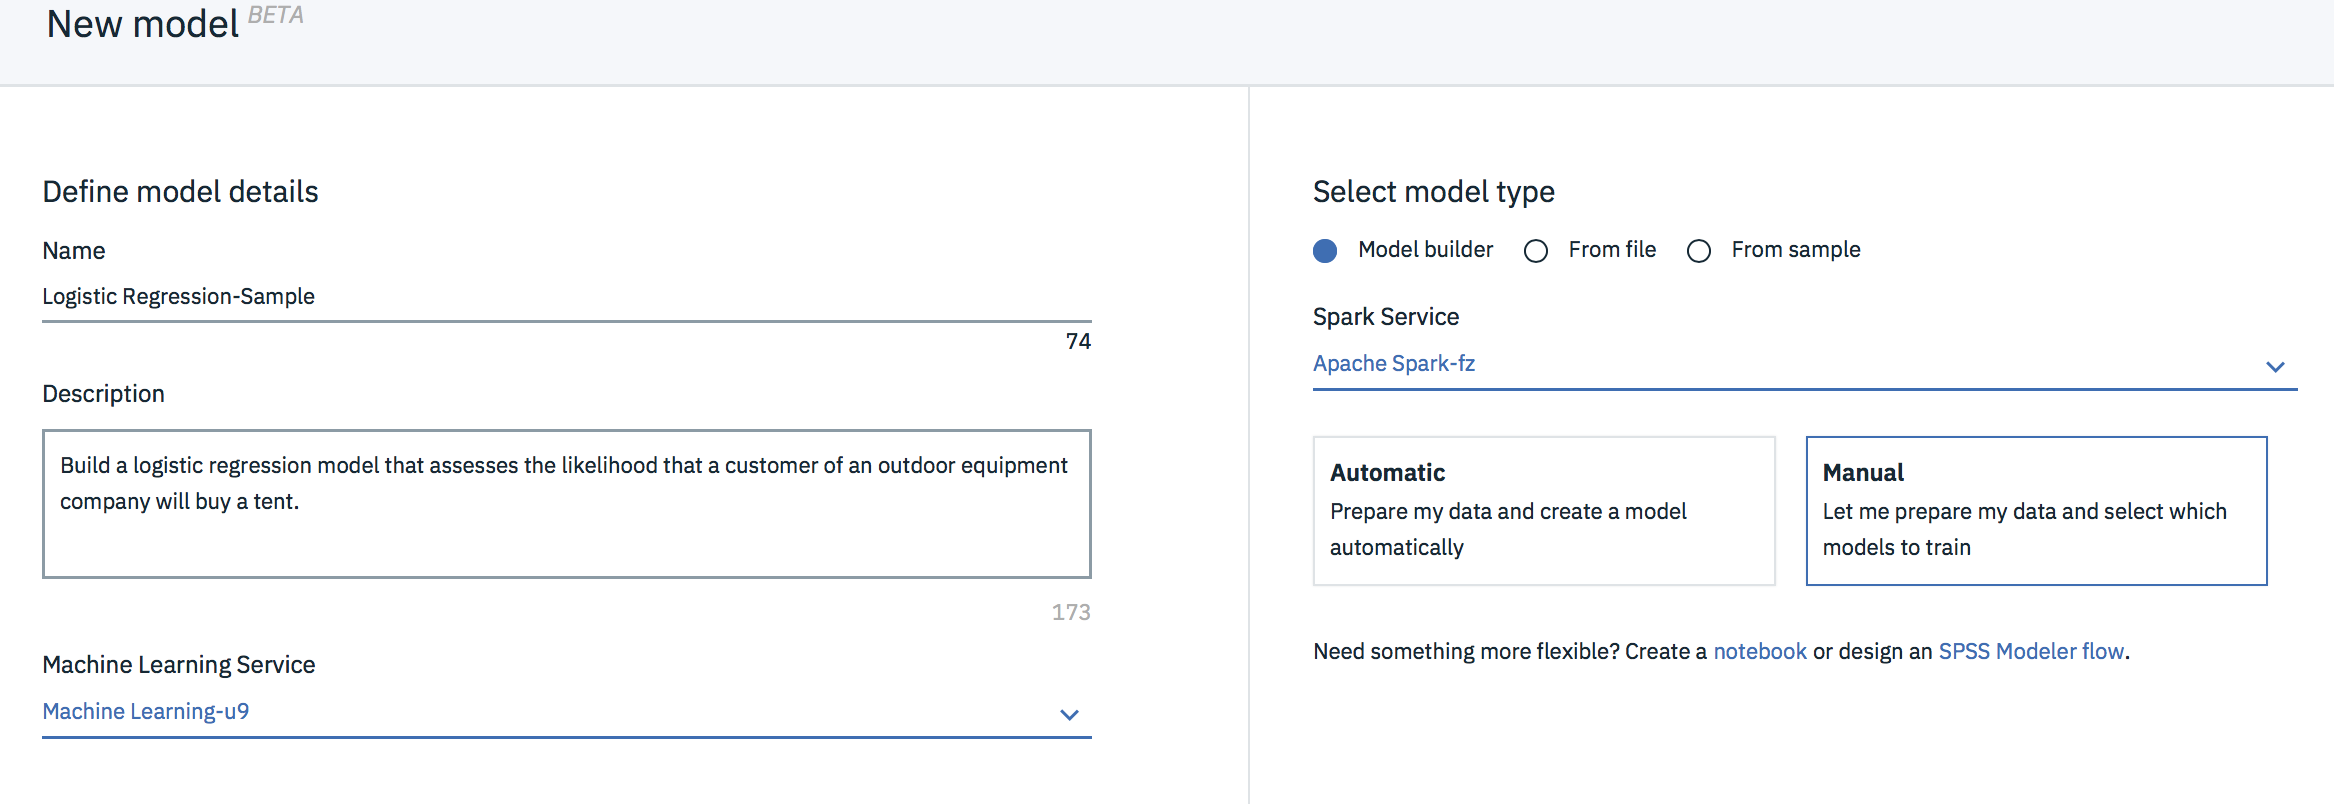 New model BETA
Define model details
Name
Logistic Regression-Sample
74
Description
Build a logistic regression model that assesses the likelihood that a customer of an outdoor equipment
company will buy a tent.
173
Machine Learning Service
Machine Learning-u9
Select model type
Model builder From file From sample
Spark Service
Apache Spark-fz
Automatic
Prepare my data and create a model
automatically
Manual
Let me prepare my data and select which
models to train
Need something more flexible? Create a notebook or design an SPSS Modeler flow.